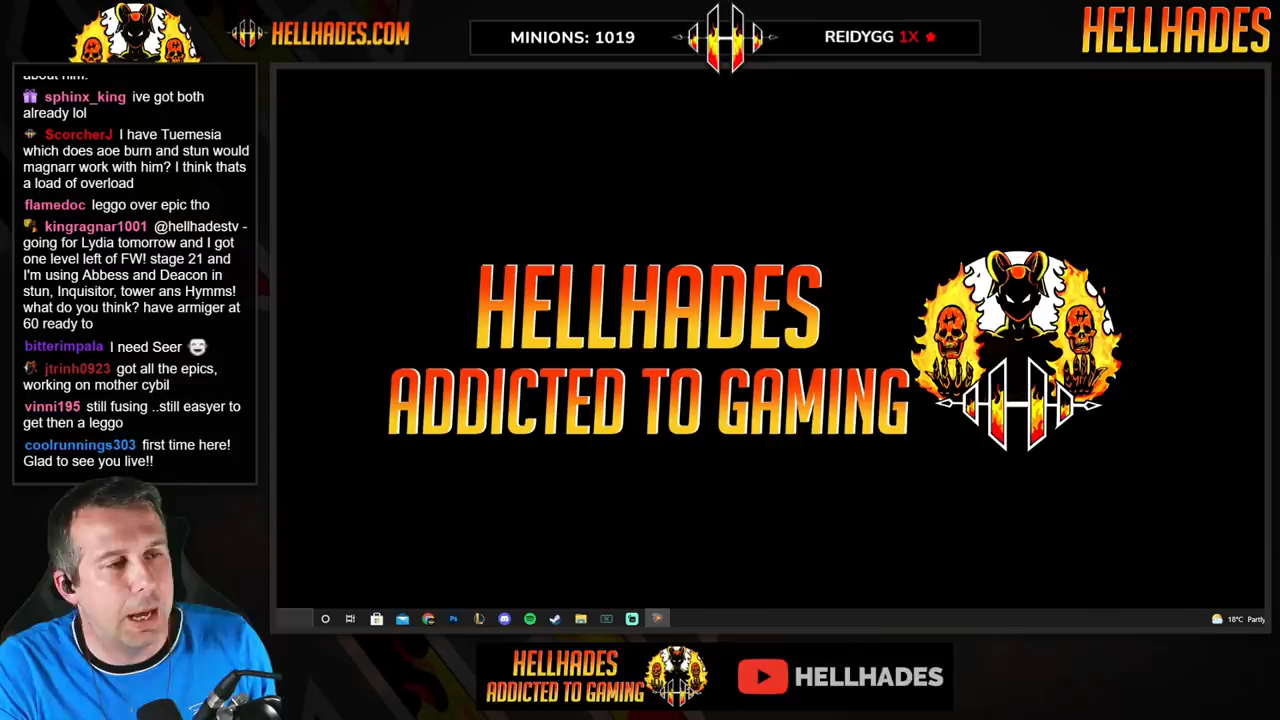 HELLHADES.COM
MINIONS: 1019
REIDYGG 1X
HELLHADES
about him.
sphinx_king ive got both
already lol
ScorcherJ I have Tuemesia
which does aoe burn and stun would
magnarr work with him? I think thats
a load of overload
flamedoc leggo over epic tho
kingragnar1001 @hellhadestv -
going for Lydia tomorrow and I got
one level left of FW! stage 21 and
I'm using Abbess and Deacon in
stun, Inquisitor, tower ans Hymms!
what do you think? have armiger at
60 ready to
bitterimpala I need Seer
jtrinh0923 got all the epics,
working on mother cybil
vinni195 still fusing ..still easyer to
get then a leggo
coolrunnings303 first time here!
Glad to see you live!!
HELLHADES
ADDICTED TO GAMING
18°C Partly
HELLHADES
ADDICTED TO GAMING
HELLHADES